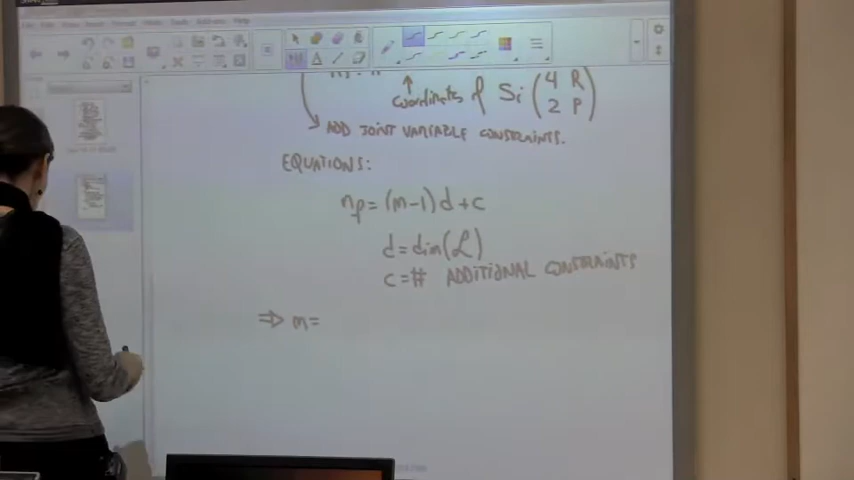 coordinates of Si (4 R
2 P)
ADD JOINT VARIABLE CONSTRAINTS.
EQUATIONS:
np = (m-1)d+c
d = dim(L)
c = # ADDITIONAL CONSTRAINTS
⇒ m =